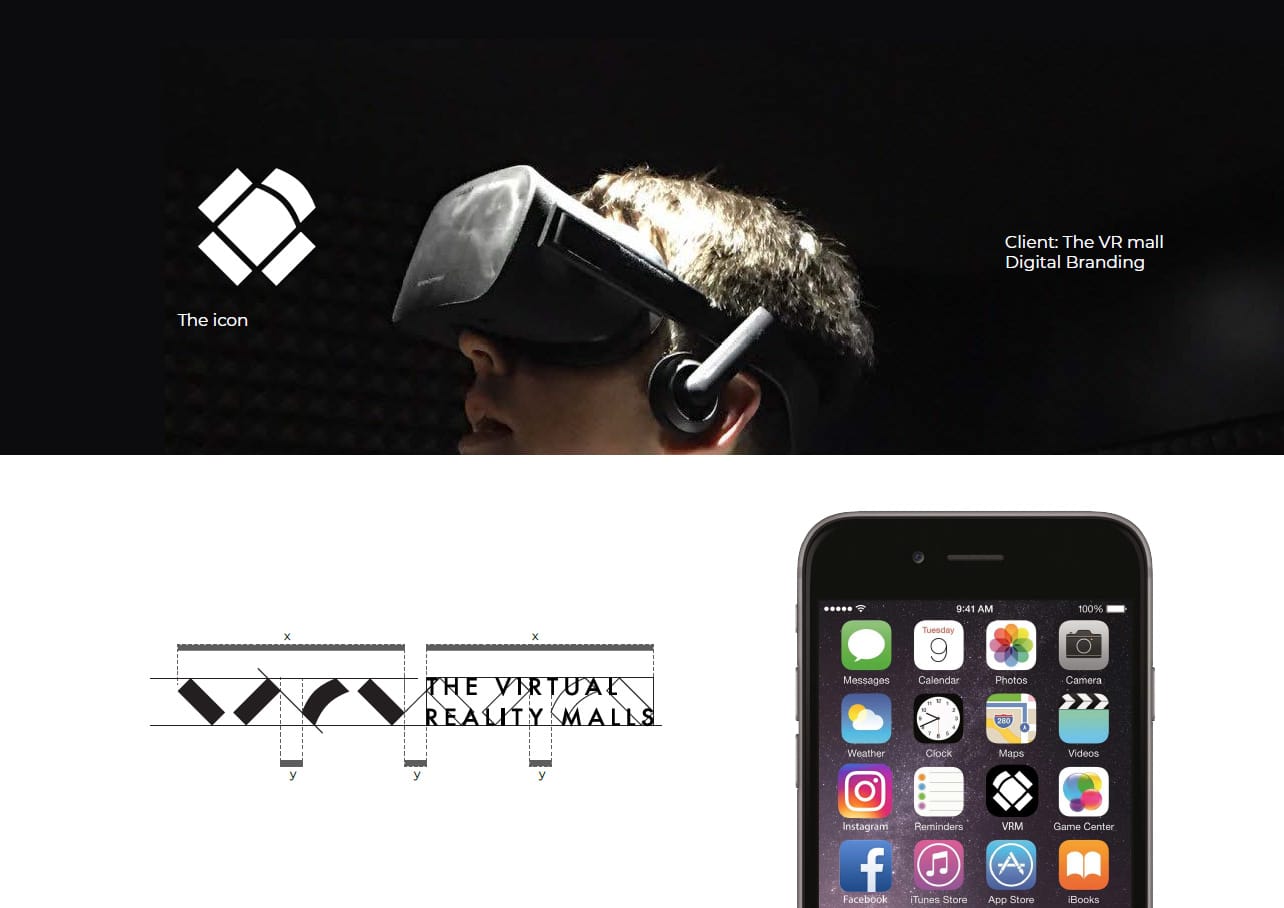 The icon
Client: The VR mall
Digital Branding
x
x
THE VIRTUAL
REALITY MALLS
y
y
y
9:41 AM
100%
Tuesday
9
Messages
Calendar
Photos
Camera
280
Weather
Clock
Maps
Videos
Instagram
Reminders
VRM
Game Center
Facebook
iTunes Store
App Store
iBooks